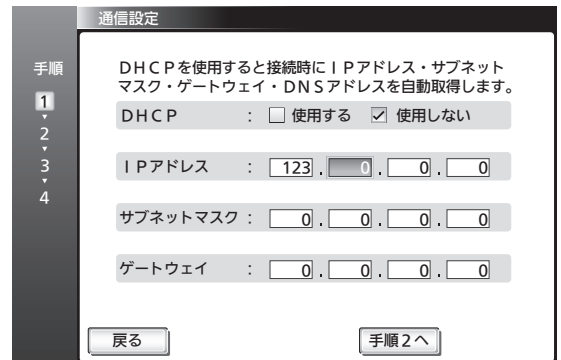 通信設定
手順
1
2
3
4
DHCPを使用すると接続時にIPアドレス・サブネット
マスク・ゲートウェイ・DNSアドレスを自動取得します。
DHCP : 使用する 使用しない
IPアドレス : 123 . 0 . 0 . 0
サブネットマスク : 0 . 0 . 0 . 0
ゲートウェイ : 0 . 0 . 0 . 0
戻る 手順2へ